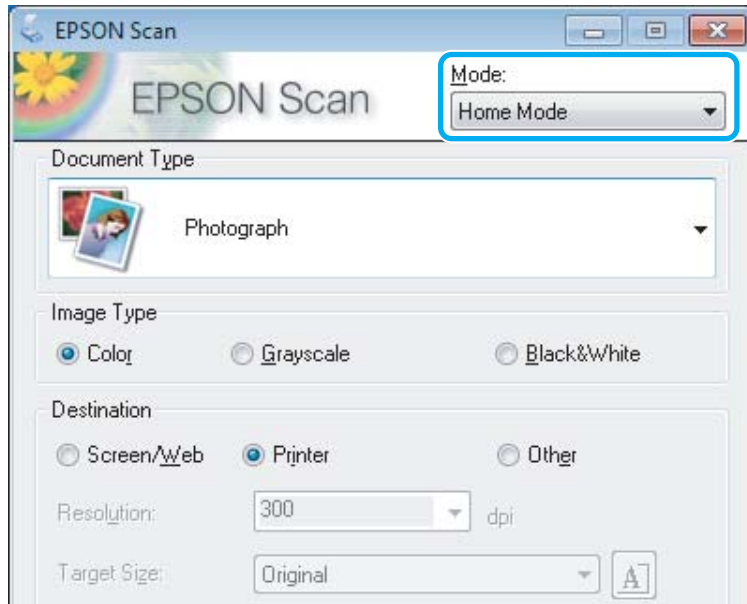 EPSON Scan
EPSON Scan
Mode:
Home Mode
Document Type
Photograph
Image Type
Color Grayscale Black&White
Destination
Screen/Web Printer Other
Resolution: 300 dpi
Target Size: Original A